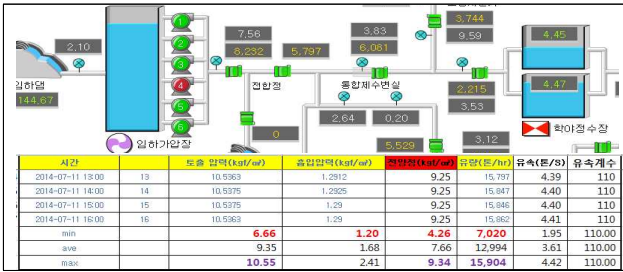 7,56
3,83
3,744
2,10
8,232
5,797
6,081
9,59
4,45
1
2
3
4
5
6
임하댐
144,67
접합정
통합제수변실
2,215
4,47
3,53
2,64
0,20
임하가압장
0
5,529
3,12
학야정수장
시간 토출 압력(kgf/㎠) 흡입압력(kgf/㎠) 전양정(kgf/㎠) 유량(톤/hr) 유속(톤/S) 유속계수
2014-07-11 13:00 13 10.5363 1.2912 9.25 15,797 4.39 110
2014-07-11 14:00 14 10.5375 1.2925 9.25 15,847 4.40 110
2014-07-11 15:00 15 10.5375 1.29 9.25 15,846 4.40 110
2014-07-11 16:00 16 10.5363 1.29 9.25 15,862 4.41 110
min 6.66 1.20 4.26 7,020 1.95 110.00
ave 9.35 1.68 7.66 12,994 3.61 110.00
max 10.55 2.41 9.34 15,904 4.42 110.00